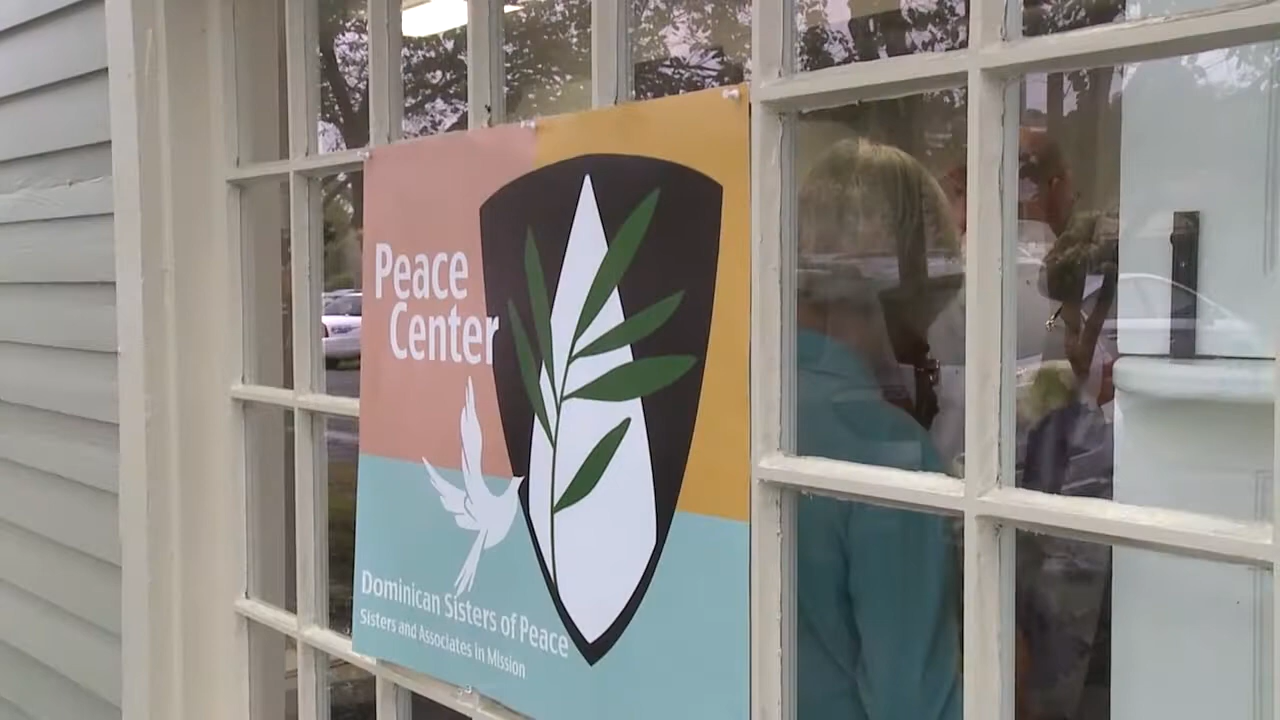 Peace
Center
Dominican Sisters of Peace
Sisters and Associates in Mission